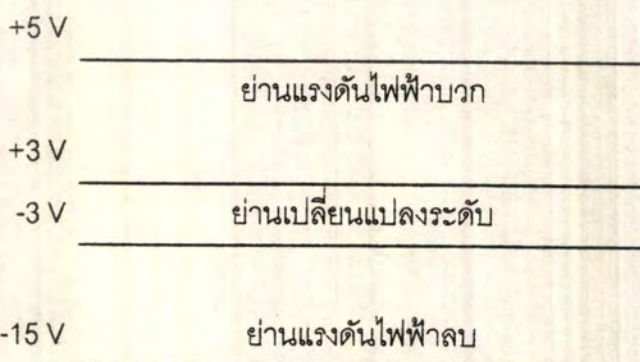 +5 V
ย่านแรงดันไฟฟ้าบวก
+3 V
-3 V ย่านเปลี่ยนแปลงระดับ
-15 V ย่านแรงดันไฟฟ้าลบ